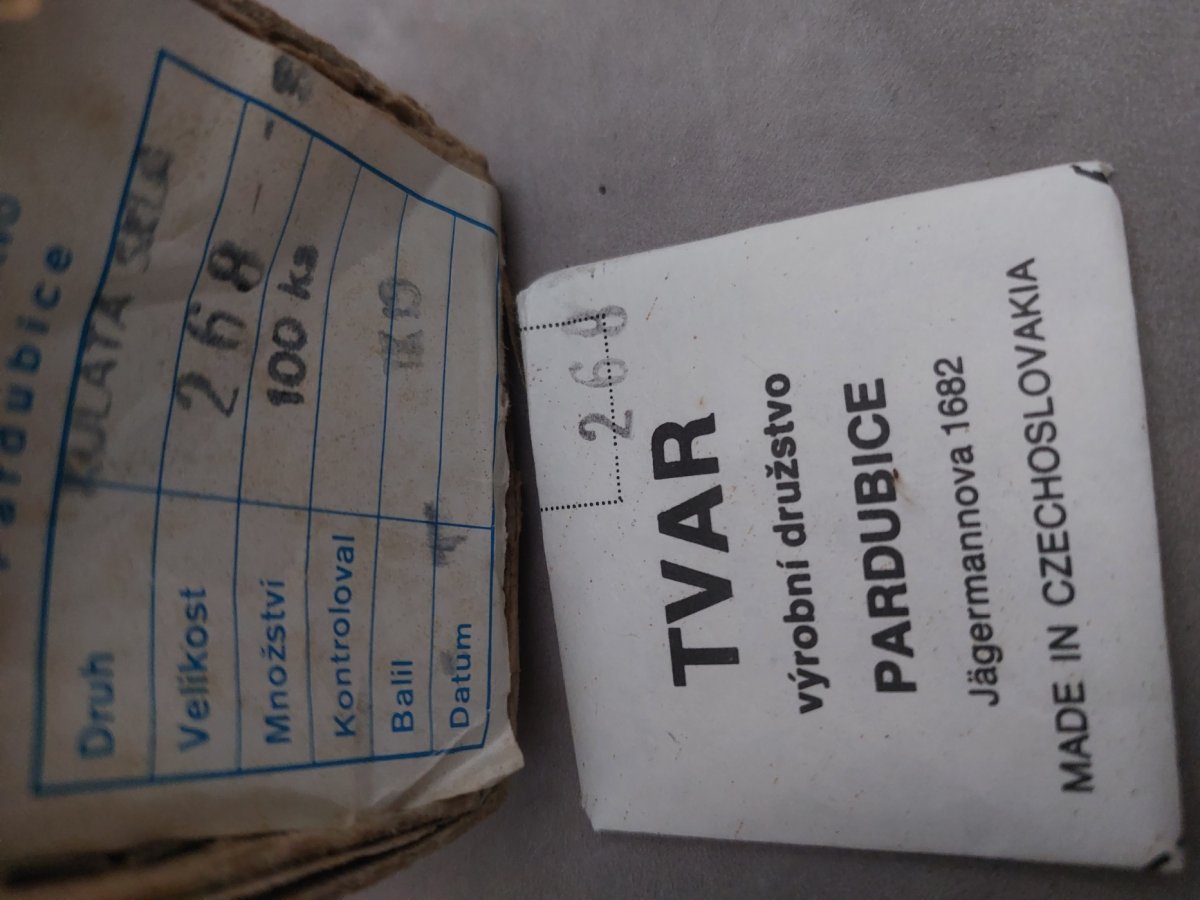 Pardubice
Druh KULATÁ
Velikost 268 -
Množství 100 ks
Kontroloval
Balil
Datum
268
TVAR
výrobní družstvo
PARDUBICE
Jägermannova 1682
MADE IN CZECHOSLOVAKIA